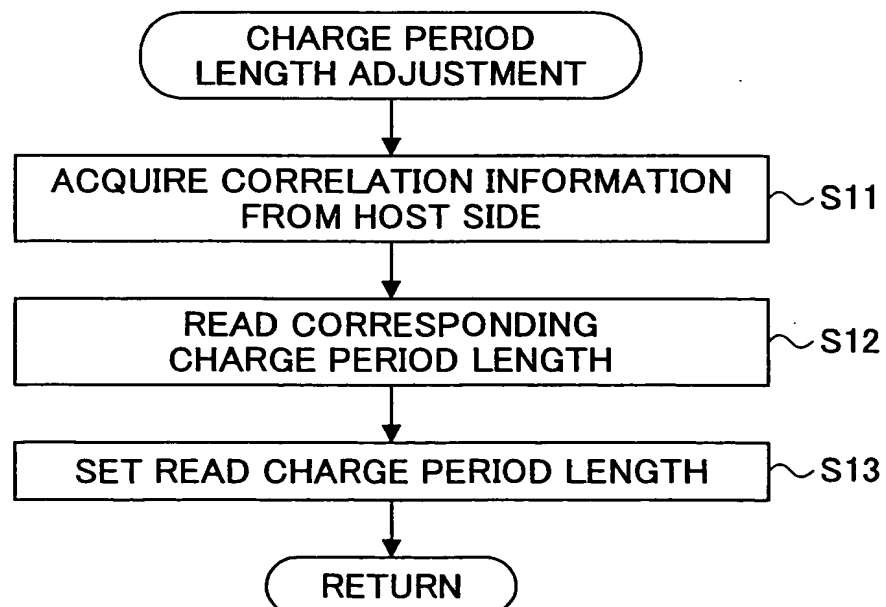 CHARGE PERIOD
LENGTH ADJUSTMENT
ACQUIRE CORRELATION INFORMATION
FROM HOST SIDE
S11
READ CORRESPONDING
CHARGE PERIOD LENGTH
S12
SET READ CHARGE PERIOD LENGTH
S13
RETURN